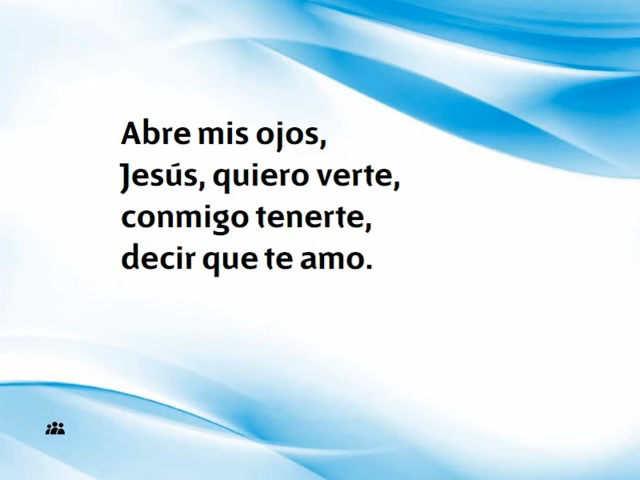 Abre mis ojos,
Jesús, quiero verte,
conmigo tenerte,
decir que te amo.